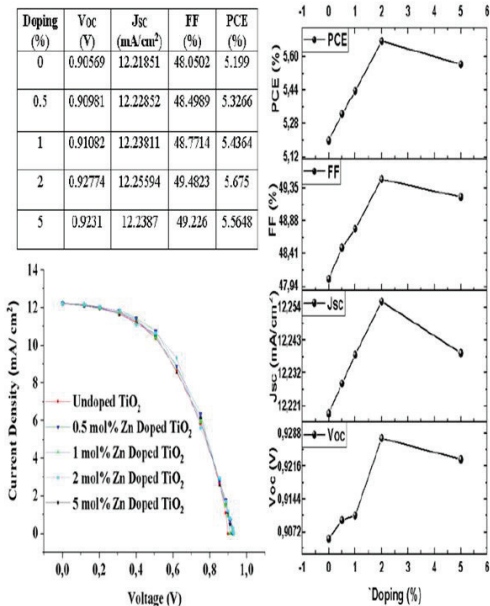 Doping (%) Voc (V) Jsc (mA/cm²) FF (%) PCE (%)
0 0.90569 12.21851 48.0502 5.199
0.5 0.90981 12.22852 48.4989 5.3266
1 0.91082 12.23811 48.7714 5.4364
2 0.92774 12.25594 49.4823 5.675
5 0.9231 12.2387 49.226 5.5648
14
12
10
8
6
4
2
0
Current Density (mA/ cm²)
Undoped TiO₂
0.5 mol% Zn Doped TiO₂
1 mol% Zn Doped TiO₂
2 mol% Zn Doped TiO₂
5 mol% Zn Doped TiO₂
0,0 0,2 0,4 0,6 0,8 1,0
Voltage (V)
-1 0 1 2 3 4 5 6
PCE
PCE (%)
5,60
5,44
5,28
5,12
FF
FF (%)
49,35
48,88
48,41
47,94
Jsc
Jsc (mA/cm²)
12,254
12,243
12,232
12,221
Voc
Voc (V)
0,9288
0,9216
0,9144
0,9072
-1 0 1 2 3 4 5 6
`Doping (%)